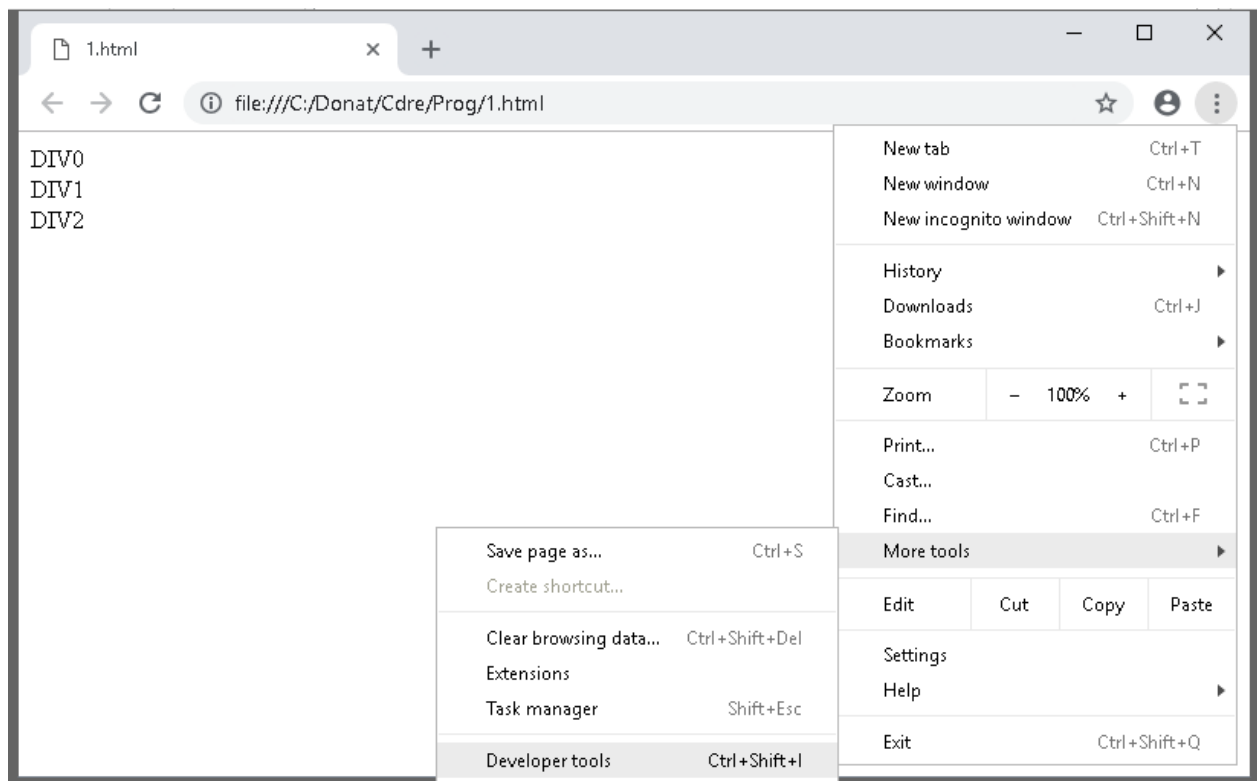 1.html
file:///C:/Donat/Cdre/Prog/1.html
DIV0
DIV1
DIV2
New tab Ctrl+T
New window Ctrl+N
New incognito window Ctrl+Shift+N
History
Downloads Ctrl+J
Bookmarks
Zoom – 100% +
Print... Ctrl+P
Cast...
Find... Ctrl+F
More tools
Edit Cut Copy Paste
Settings
Help
Exit Ctrl+Shift+Q
Save page as... Ctrl+S
Create shortcut...
Clear browsing data... Ctrl+Shift+Del
Extensions
Task manager Shift+Esc
Developer tools Ctrl+Shift+I